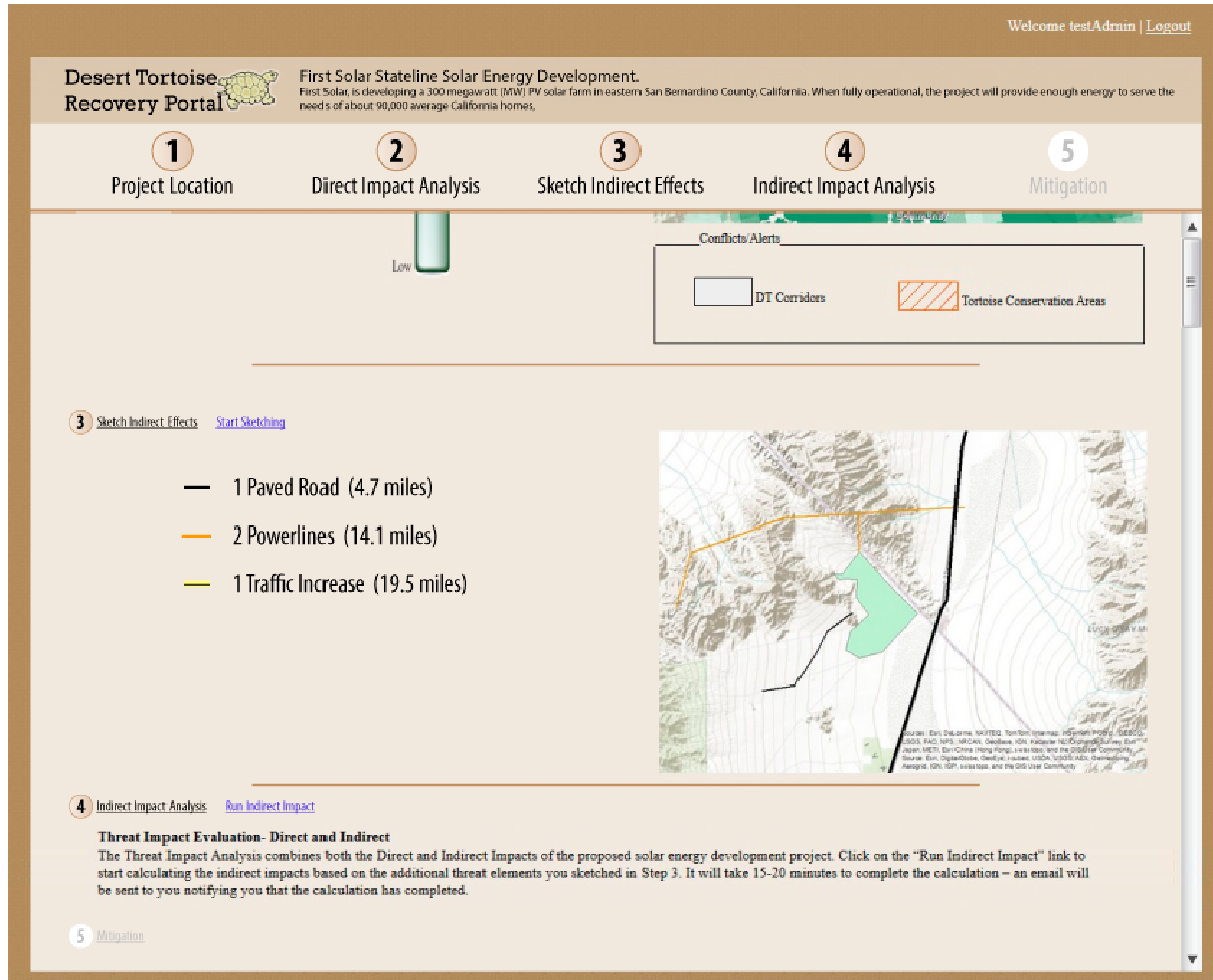 Welcome testAdmin | Logout
Desert Tortoise
Recovery Portal
First Solar Stateline Solar Energy Development.
First Solar, is developing a 300 megawatt (MW) PV solar farm in eastern San Bernardino County, California. When fully operational, the project will provide enough energy to serve the
needs of about 90,000 average California homes,
1
2
3
4
5
Project Location
Direct Impact Analysis
Sketch Indirect Effects
Indirect Impact Analysis
Mitigation
Low
Conflicts/Alerts
DT Corridors
Tortoise Conservation Areas
3 Sketch Indirect Effects Start Sketching
1 Paved Road (4.7 miles)
2 Powerlines (14.1 miles)
1 Traffic Increase (19.5 miles)
4 Indirect Impact Analysis Run Indirect Impact
Threat Impact Evaluation- Direct and Indirect
The Threat Impact Analysis combines both the Direct and Indirect Impacts of the proposed solar energy development project. Click on the “Run Indirect Impact” link to
start calculating the indirect impacts based on the additional threat elements you sketched in Step 3. It will take 15-20 minutes to complete the calculation – an email will
be sent to you notifying you that the calculation has completed.
5 Mitigation